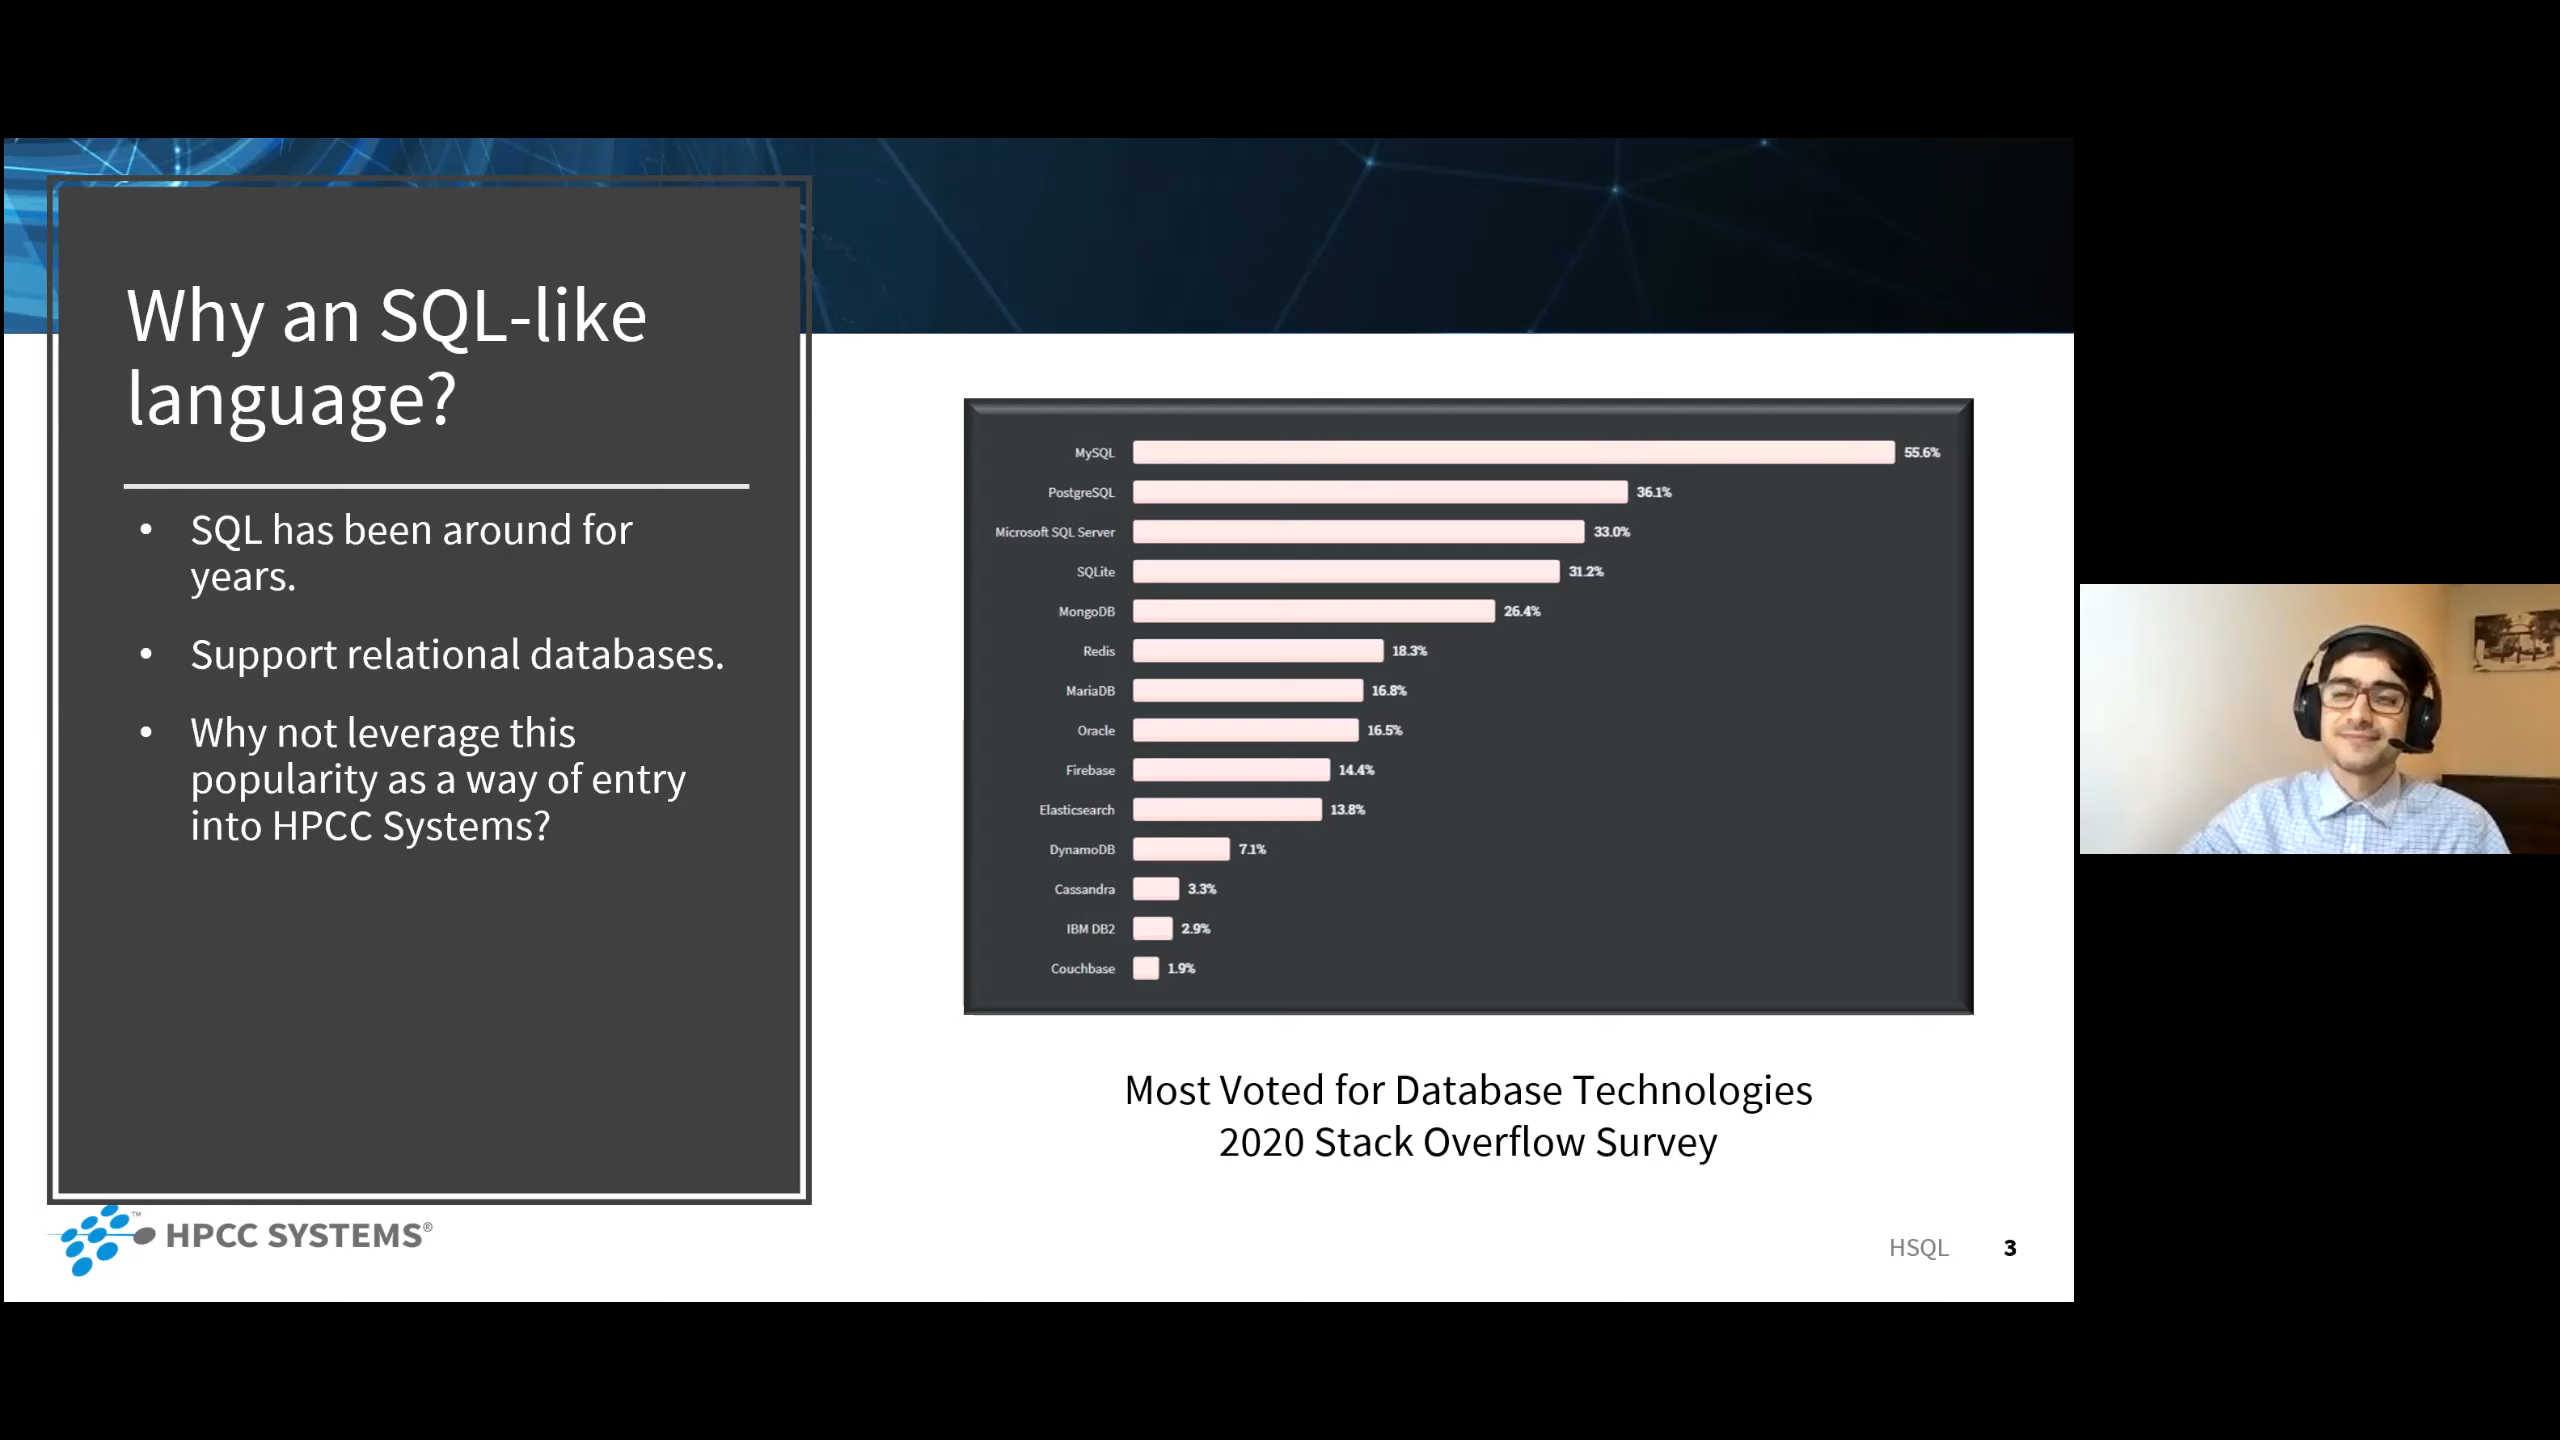 Why an SQL-like
language?
• SQL has been around for
years.
• Support relational databases.
• Why not leverage this
popularity as a way of entry
into HPCC Systems?
MySQL 55.6%
PostgreSQL 36.1%
Microsoft SQL Server 33.0%
SQLite 31.2%
MongoDB 26.4%
Redis 18.3%
MariaDB 16.8%
Oracle 16.5%
Firebase 14.4%
Elasticsearch 13.8%
DynamoDB 7.1%
Cassandra 3.3%
IBM DB2 2.9%
Couchbase 1.9%
Most Voted for Database Technologies
2020 Stack Overflow Survey
™ HPCC SYSTEMS®
HSQL 3